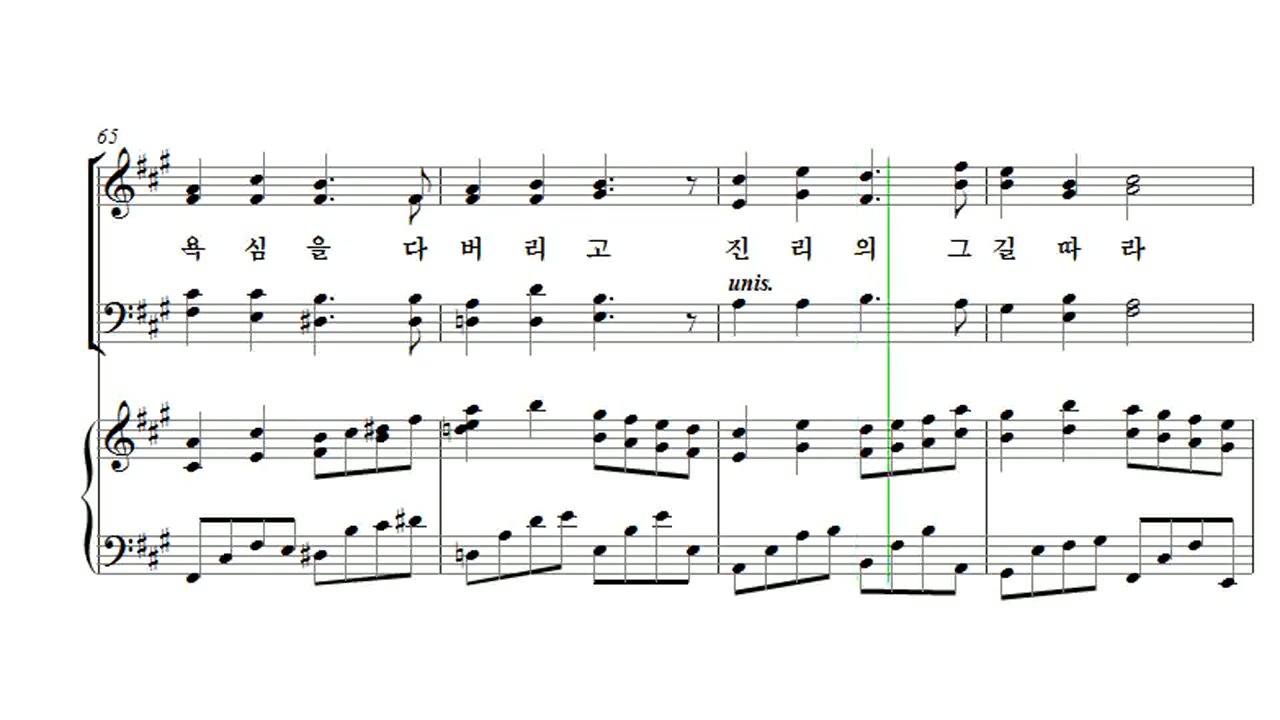 65
욕 심 을 다 버 리 고 진 리 의 그 길 따 라
unis.